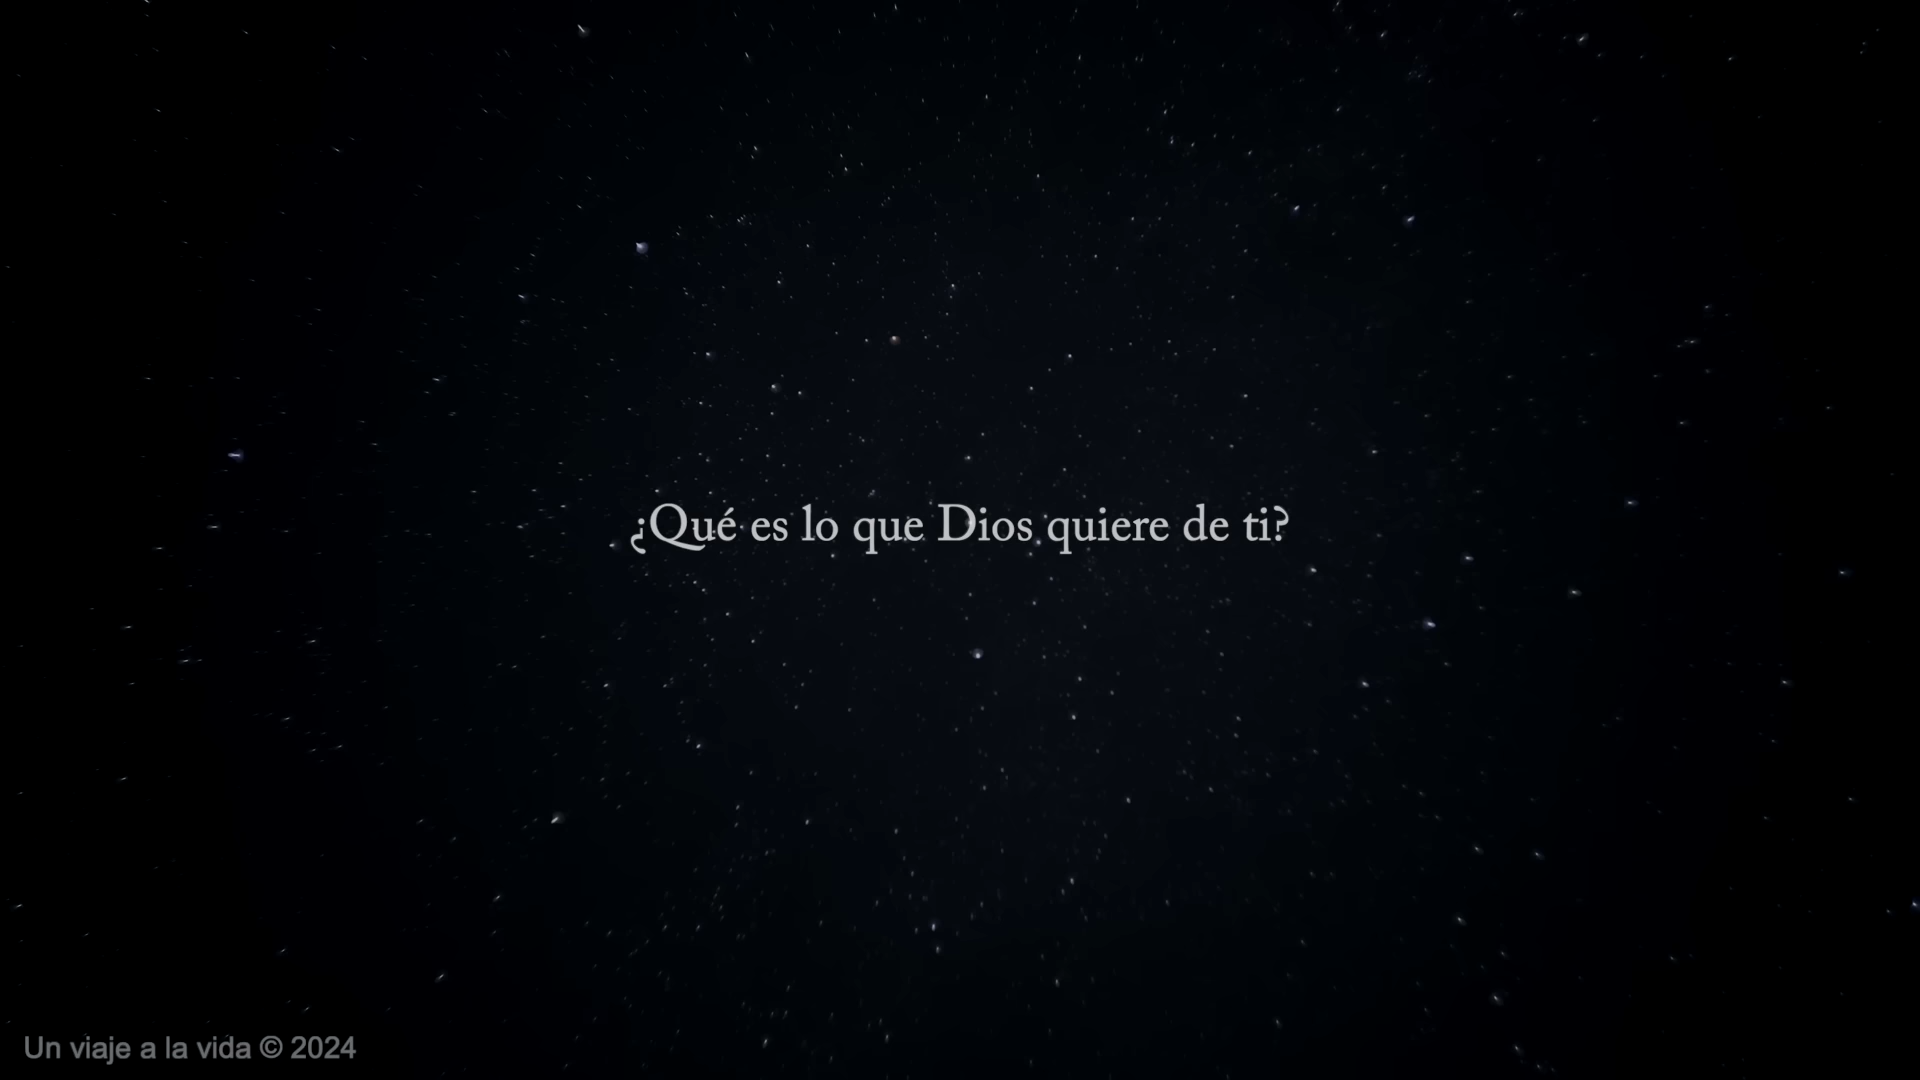 ¿Qué es lo que Dios quiere de ti?
Un viaje a la vida © 2024